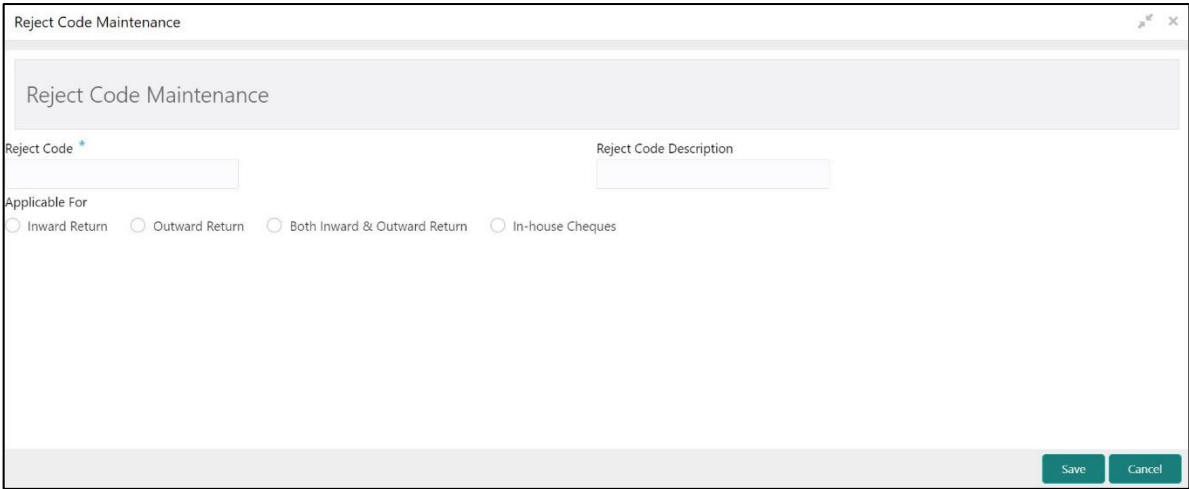 Reject Code Maintenance
Reject Code Maintenance
Reject Code * Reject Code Description
Applicable For
Inward Return Outward Return Both Inward & Outward Return In-house Cheques
Save Cancel